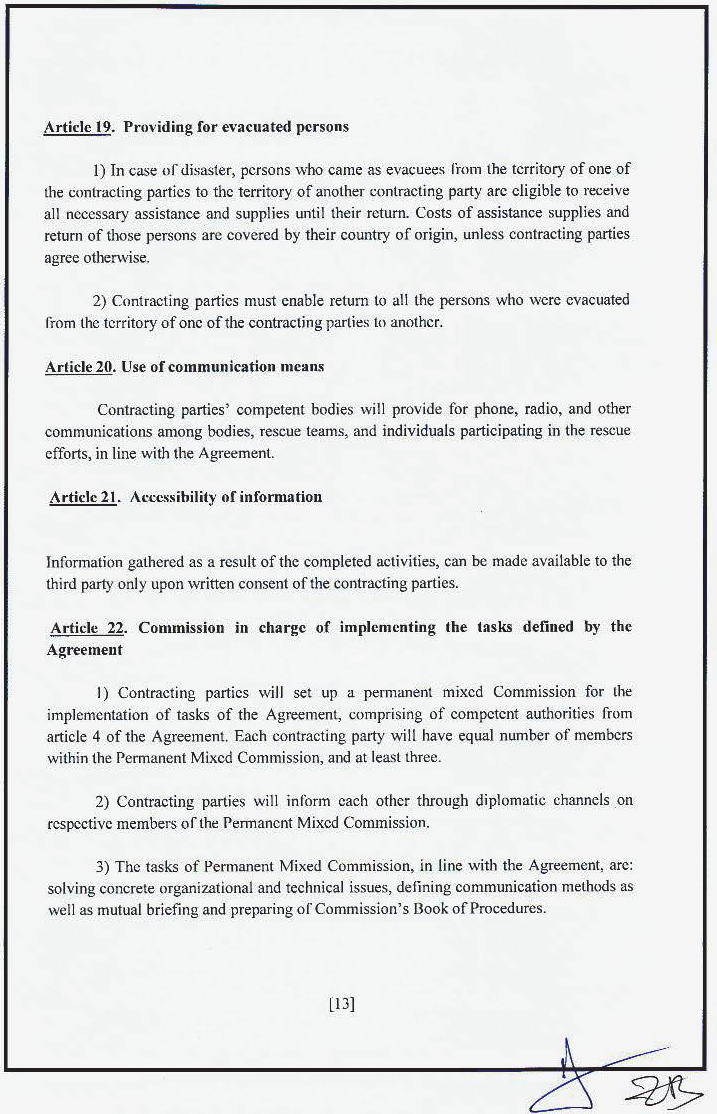 Article 19. Providing for evacuated persons
1) In case of disaster, persons who came as evacuees from the territory of one of
the contracting parties to the territory of another contracting party are eligible to receive
all necessary assistance and supplies until their return. Costs of assistance supplies and
return of those persons are covered by their country of origin, unless contracting parties
agree otherwise.
2) Contracting parties must enable return to all the persons who were evacuated
from the territory of one of the contracting parties to another.
Article 20. Use of communication means
Contracting parties' competent bodies will provide for phone, radio, and other
communications among bodies, rescue teams, and individuals participating in the rescue
efforts, in line with the Agreement.
Article 21. Accessibility of information
Information gathered as a result of the completed activities, can be made available to the
third party only upon written consent of the contracting parties.
Article 22. Commission in charge of implementing the tasks defined by the
Agreement
1) Contracting parties will set up a permanent mixed Commission for the
implementation of tasks of the Agreement, comprising of competent authorities from
article 4 of the Agreement. Each contracting party will have equal number of members
within the Permanent Mixed Commission, and at least three.
2) Contracting parties will inform each other through diplomatic channels on
respective members of the Permanent Mixed Commission.
3) The tasks of Permanent Mixed Commission, in line with the Agreement, are:
solving concrete organizational and technical issues, defining communication methods as
well as mutual briefing and preparing of Commission's Book of Procedures.
[13]